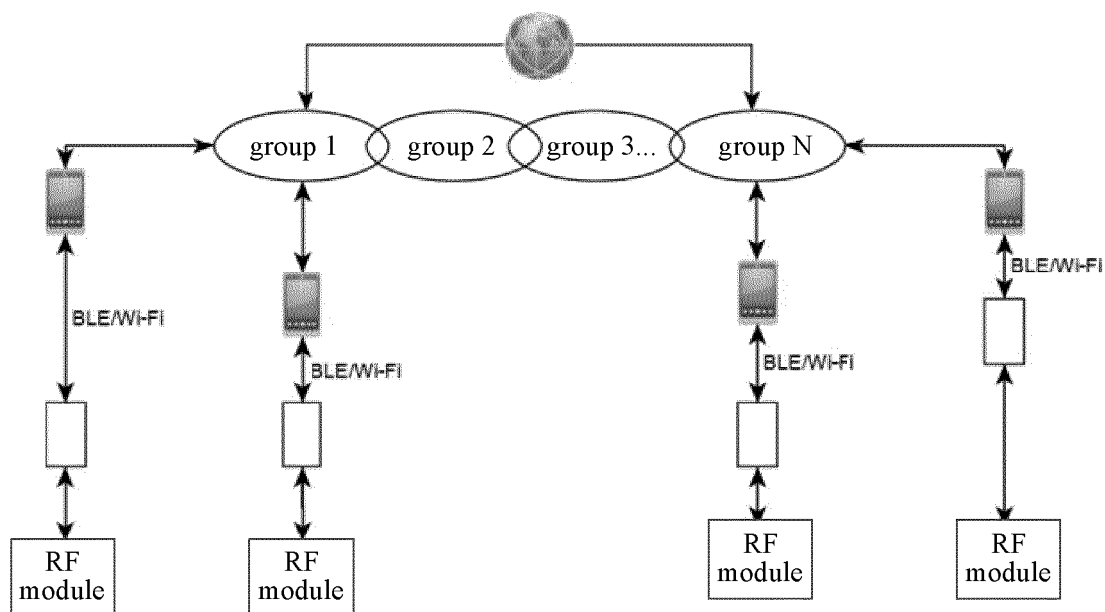 group 1
group 2
group 3...
group N
BLE/Wi-Fi
BLE/Wi-Fi
BLE/Wi-Fi
BLE/Wi-Fi
RF
module
RF
module
RF
module
RF
module